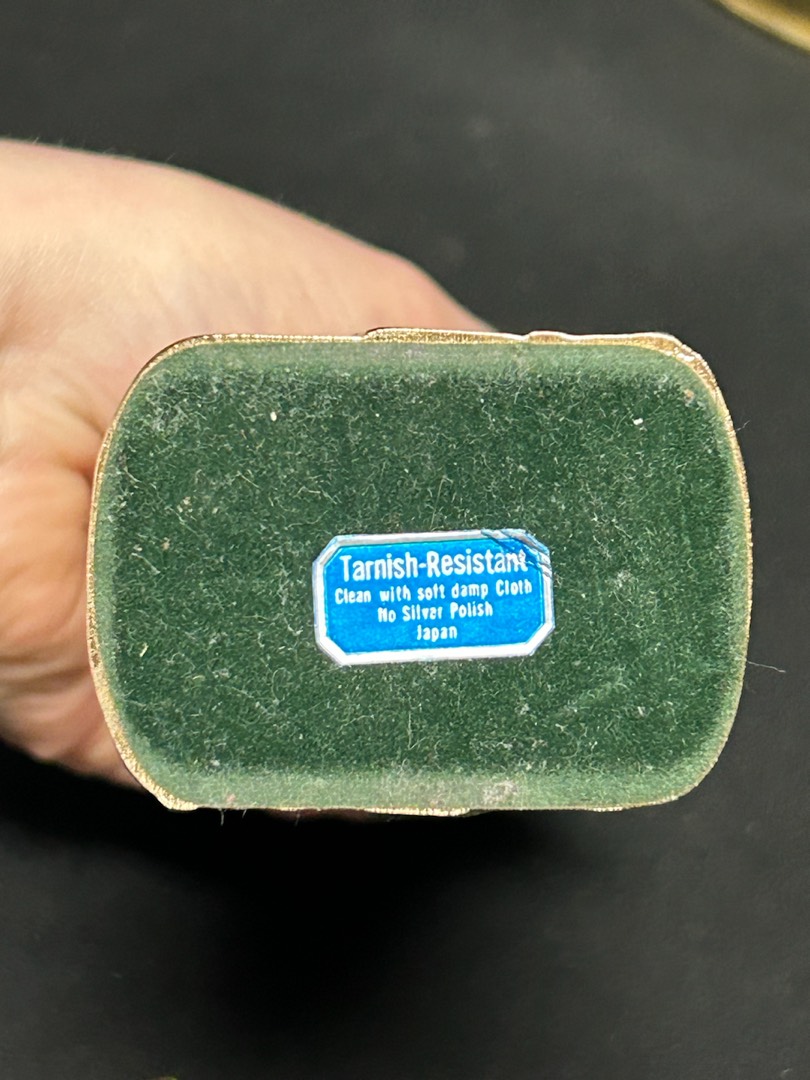 Tarnish-Resistant
Clean with soft damp Cloth
No Silver Polish
Japan